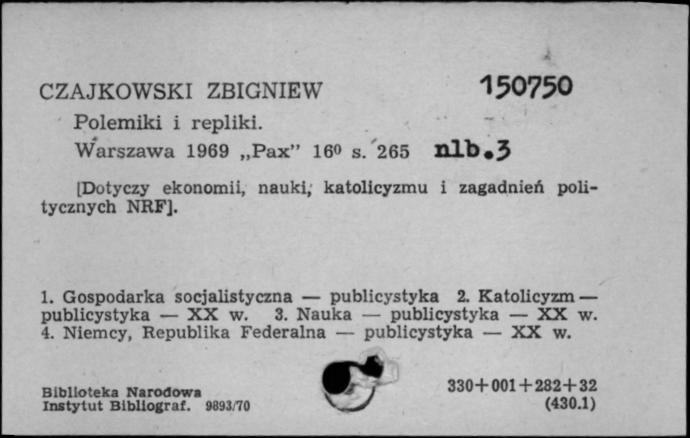 CZAJKOWSKI ZBIGNIEW 150750
Polemiki i repliki.
Warszawa 1969 „Pax” 16⁰ s. 265 nlb.3
[Dotyczy ekonomii, nauki, katolicyzmu i zagadnień poli-
tycznych NRF].
1. Gospodarka socjalistyczna — publicystyka 2. Katolicyzm —
publicystyka — XX w. 3. Nauka — publicystyka — XX w.
4. Niemcy, Republika Federalna — publicystyka — XX w.
Biblioteka Narodowa 330+001+282+32
Instytut Bibliograf. 9893/70 (430.1)